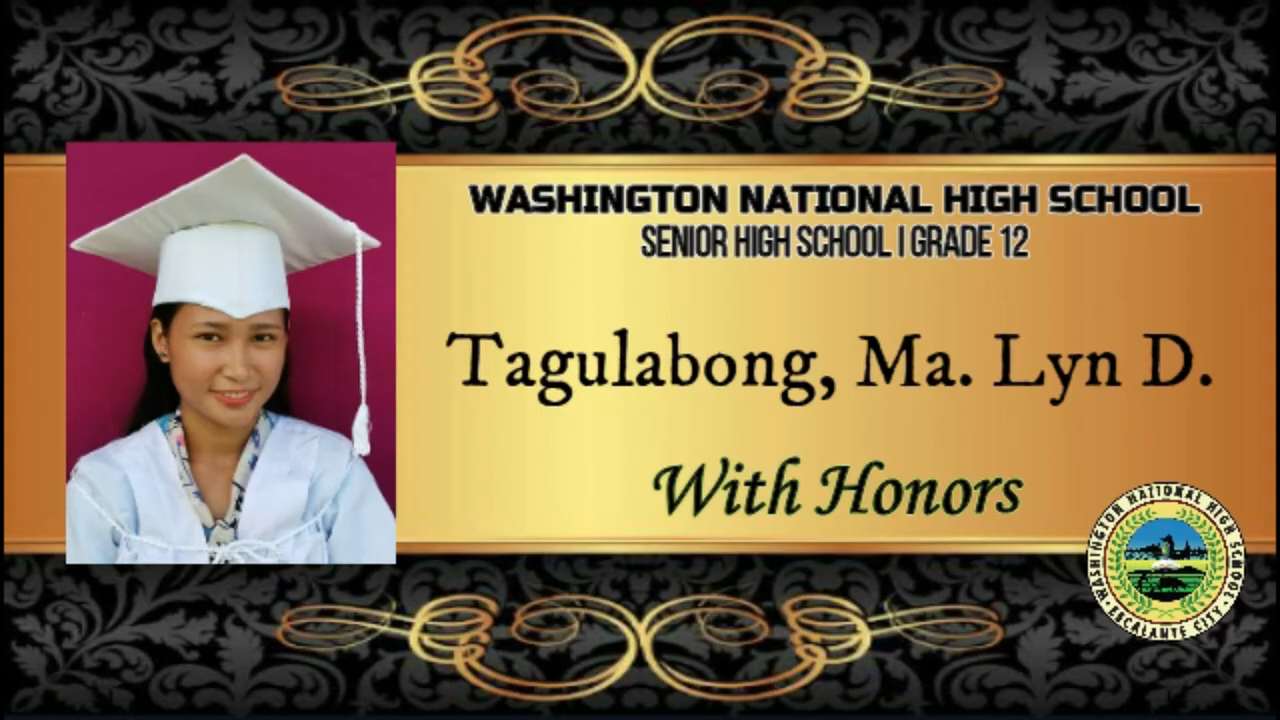 WASHINGTON NATIONAL HIGH SCHOOL
SENIOR HIGH SCHOOL | GRADE 12
Tagulabong, Ma. Lyn D.
With Honors
WASHINGTON NATIONAL HIGH SCHOOL
ESCALANTE CITY